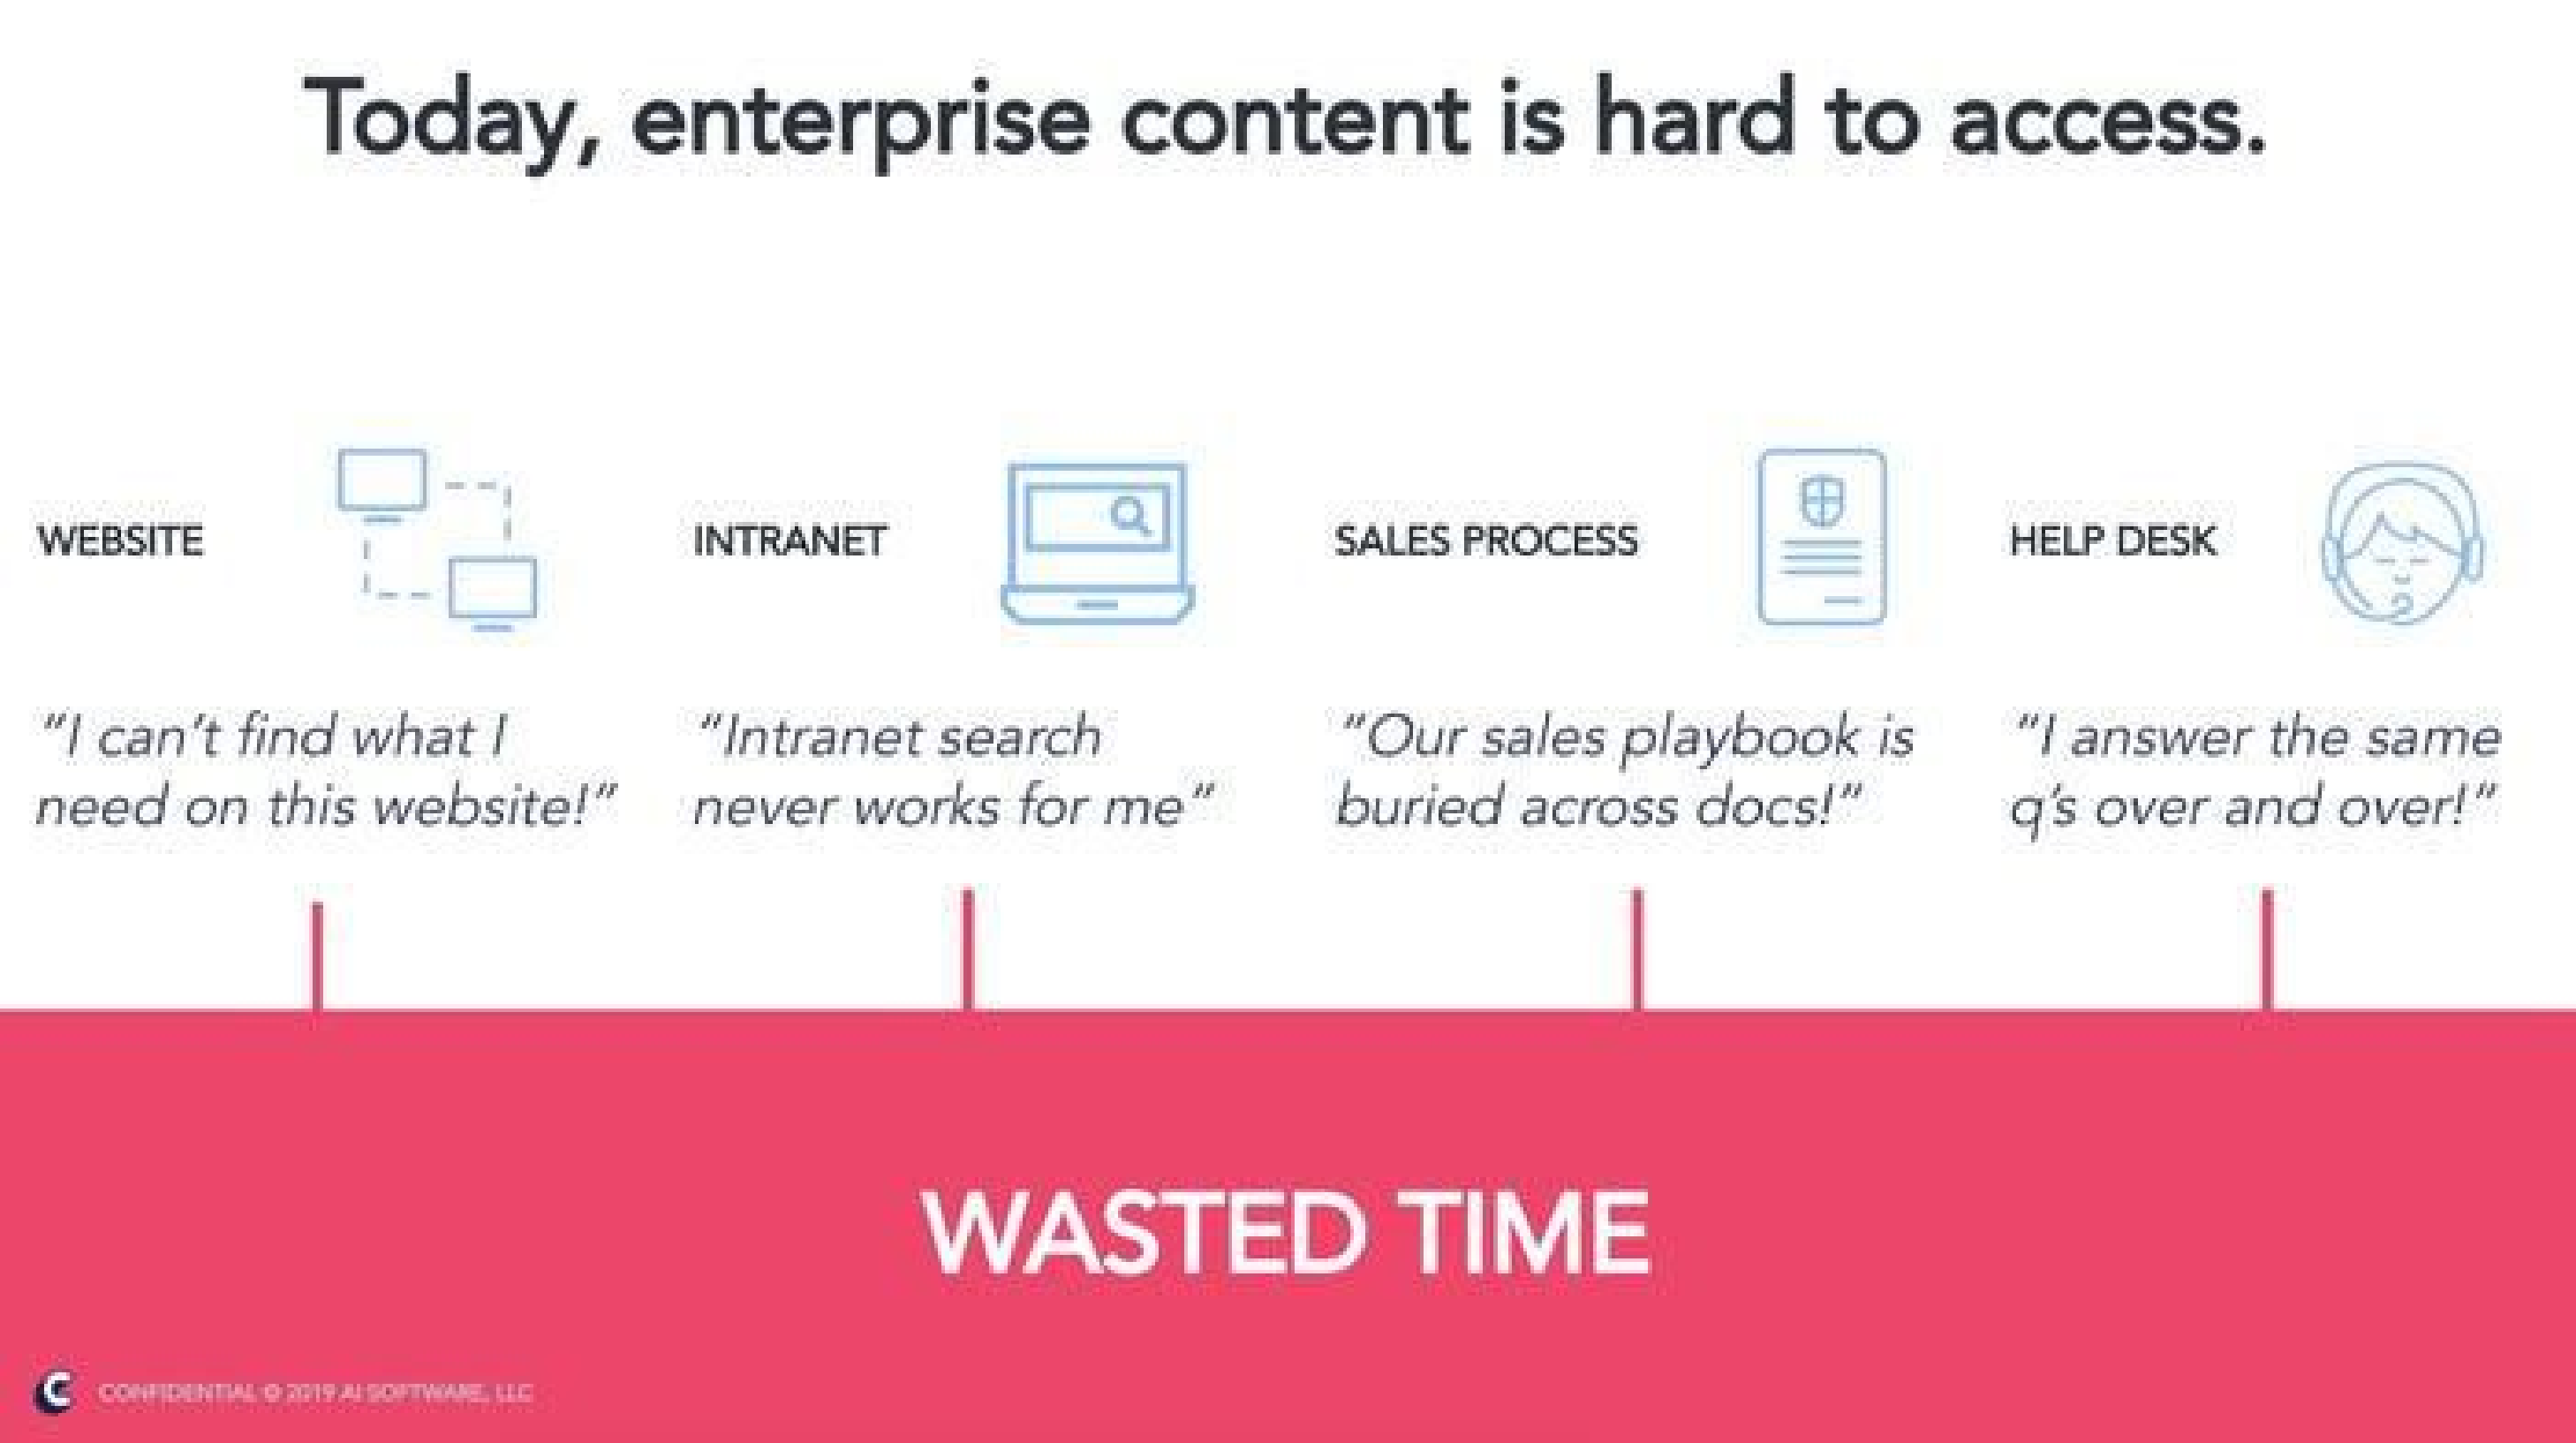 Today, enterprise content is hard to access.
WEBSITE
INTRANET
SALES PROCESS
HELP DESK
“I can’t find what I
need on this website!”
“Intranet search
never works for me”
“Our sales playbook is
buried across docs!”
“I answer the same
q’s over and over!”
WASTED TIME
C CONFIDENTIAL © 2019 AI SOFTWARE, LLC